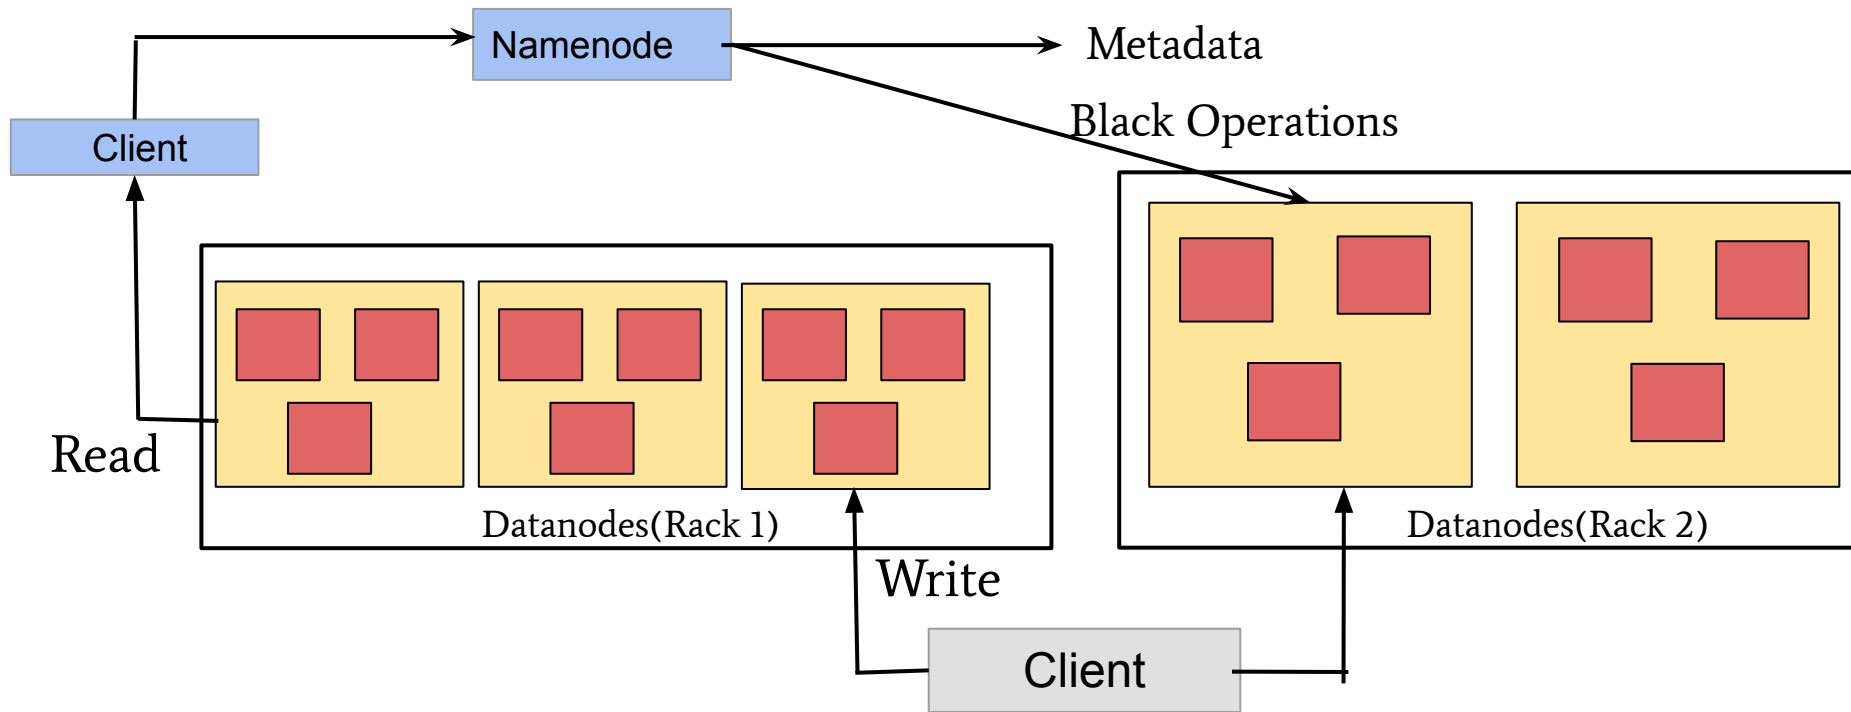 Namenode
Metadata
Black Operations
Client
Read
Datanodes(Rack 1)
Datanodes(Rack 2)
Write
Client